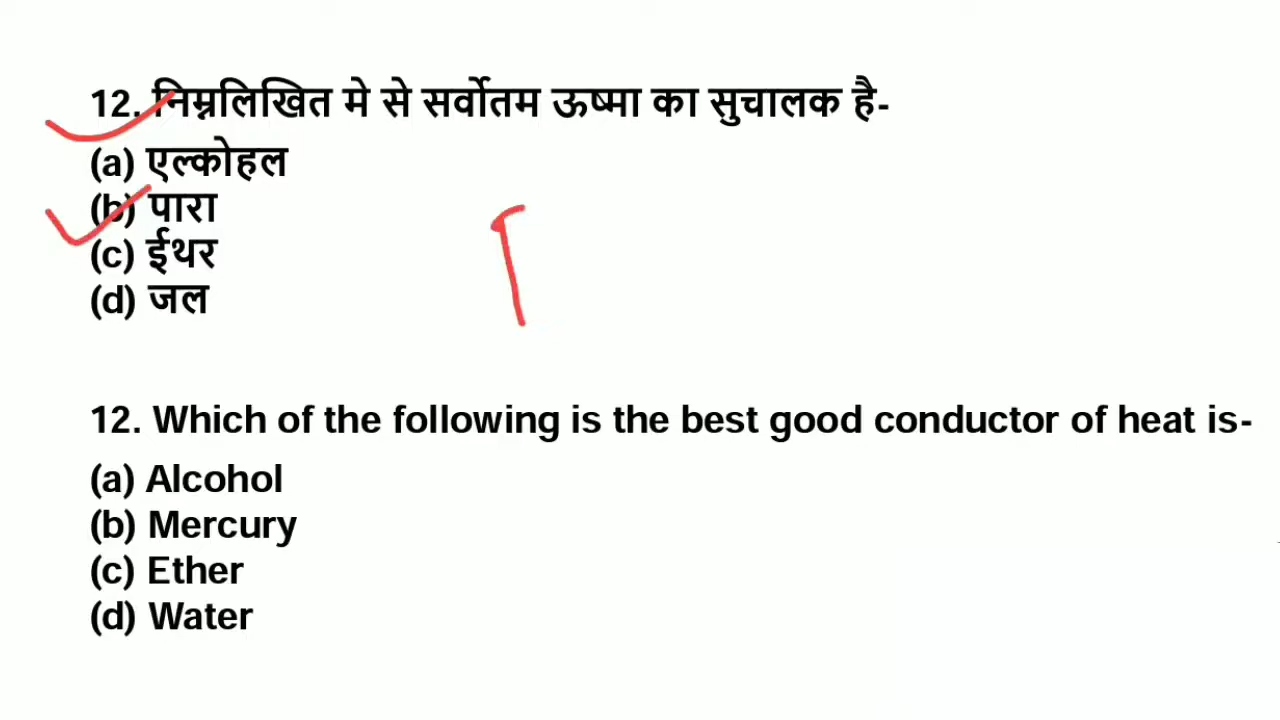 12. निम्नलिखित मे से सर्वोतम ऊष्मा का सुचालक है-
(a) एल्कोहल
(b) पारा
(c) ईथर
(d) जल
12. Which of the following is the best good conductor of heat is-
(a) Alcohol
(b) Mercury
(c) Ether
(d) Water